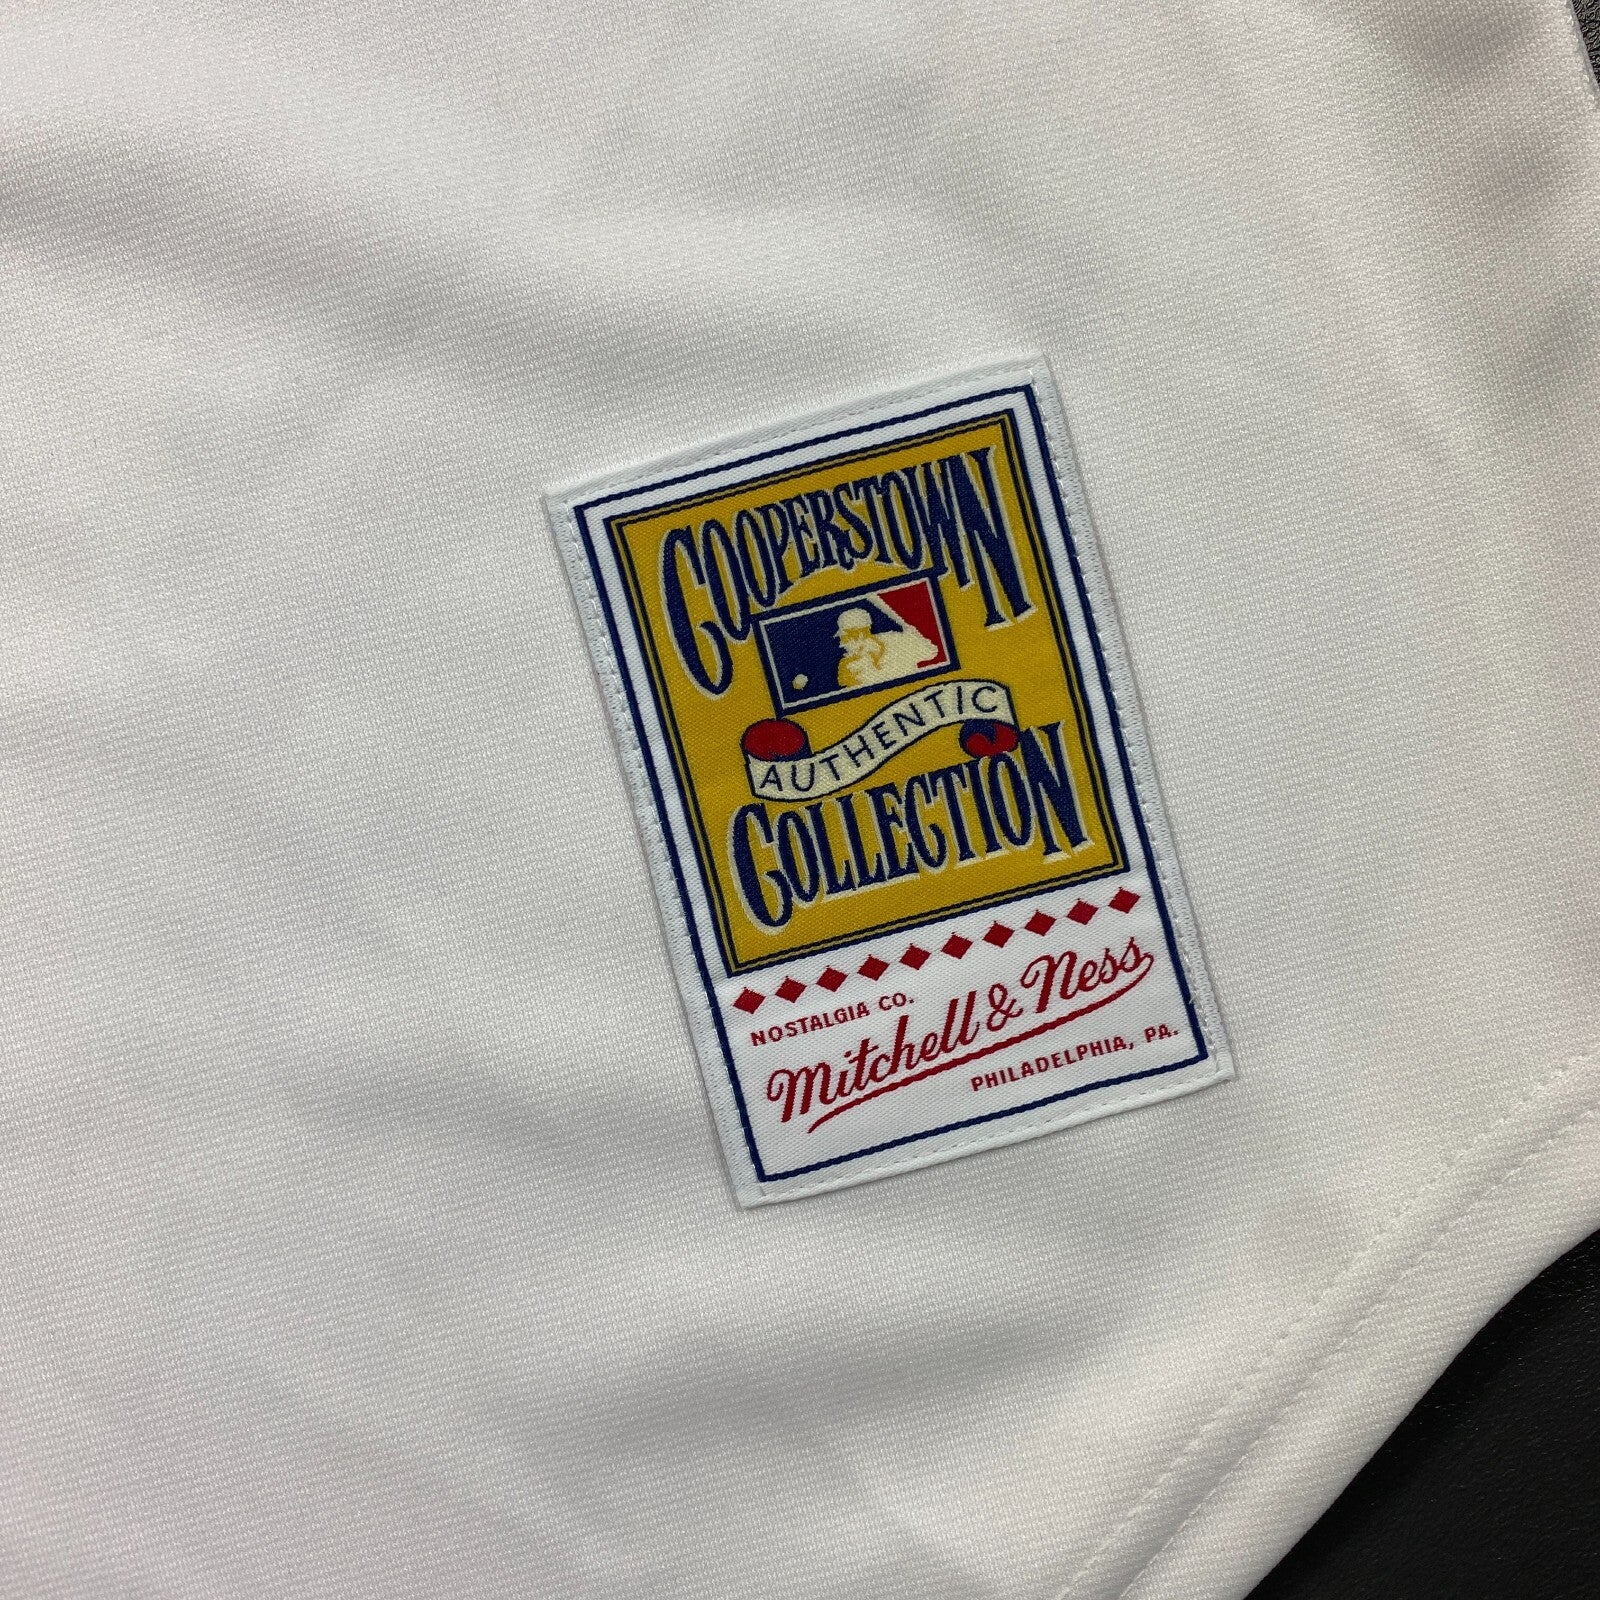 COOPERSTOWN
AUTHENTIC
COLLECTION
NOSTALGIA CO.
Mitchell & Ness
PHILADELPHIA, PA.